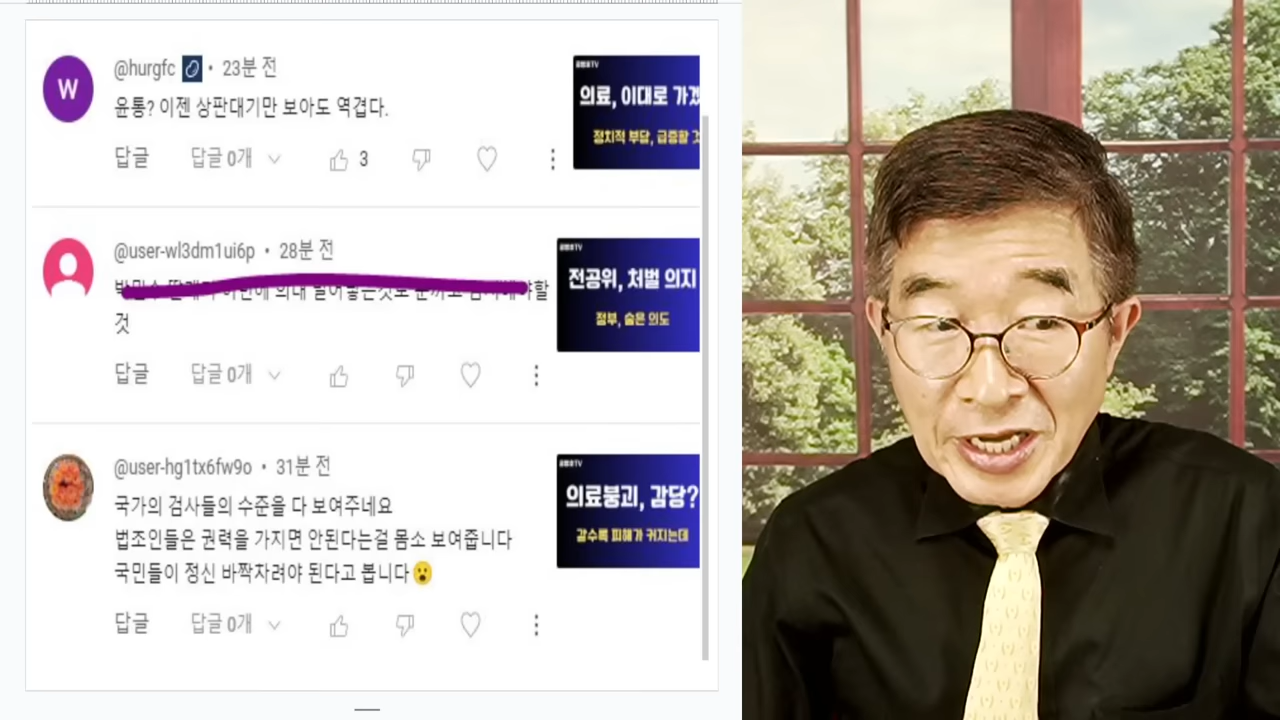 @hurgfc · 23분 전
윤통? 이젠 상판대기만 보아도 역겹다.
답글 답글 0개 3
의료, 이대로 가겠
정치적 부담, 급증할
@user-wl3dm1ui6p · 28분 전
할
것
답글 답글 0개
전공위, 처벌 의지
정부, 숨은 의도
@user-hg1tx6fw9o · 31분 전
국가의 검사들의 수준을 다 보여주네요
법조인들은 권력을 가지면 안된다는걸 몸소 보여줍니다
국민들이 정신 바짝차려야 된다고 봅니다😮
답글 답글 0개
의료붕괴, 감당?
갈수록 피해가 커지는데
W